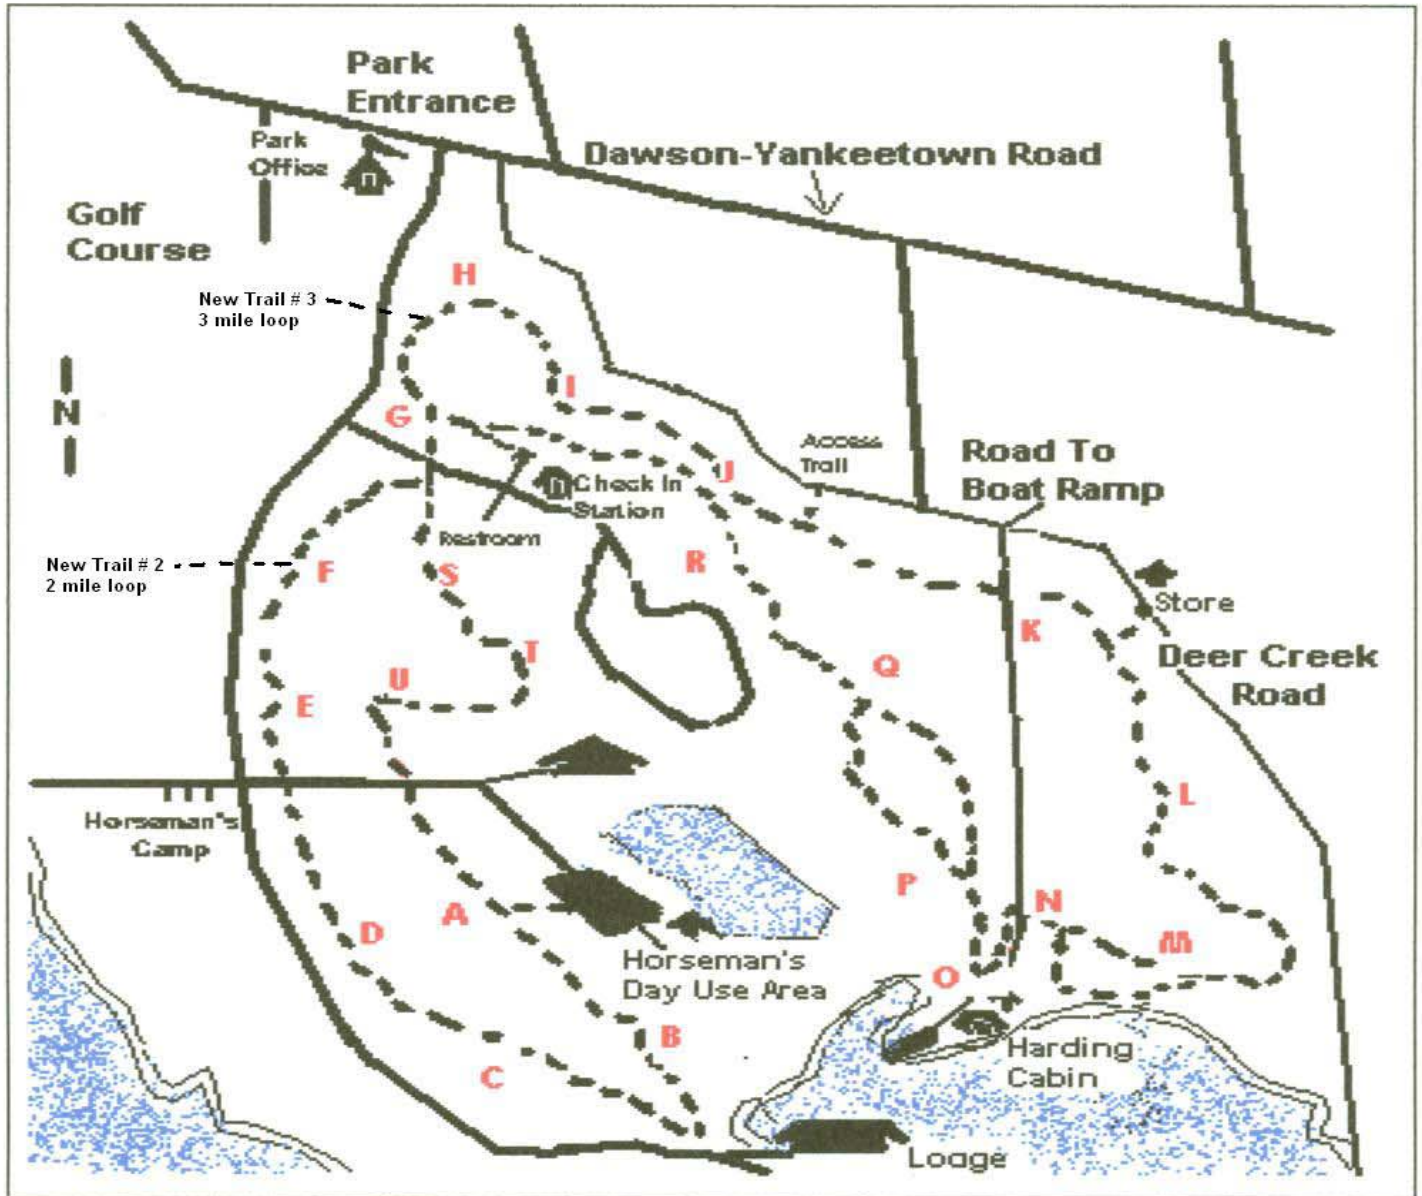 Park
Entrance
Park
Office
Dawson-Yankeetown Road
Golf
Course
H
New Trail # 3
3 mile loop
I
N
G
Access
Trail
Road To
Boat Ramp
J
Check In
Station
Restroom
New Trail # 2
2 mile loop
F
S
R
Store
K
T
Q
Deer Creek
Road
U
E
L
Horseman's
Camp
P
N
A
D
M
Horseman's
Day Use Area
O
B
Harding
Cabin
C
Lodge